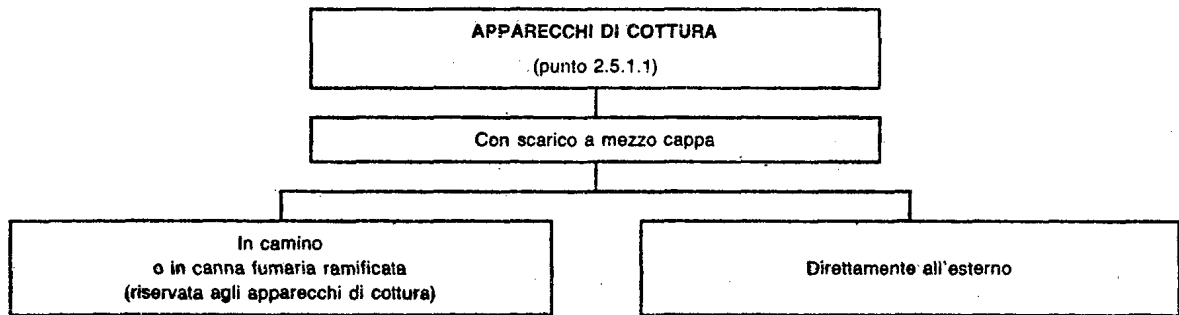 APPARECCHI DI COTTURA
(punto 2.5.1.1)
Con scarico a mezzo cappa
In camino
o in canna fumaria ramificata
(riservata agli apparecchi di cottura)
Direttamente all'esterno